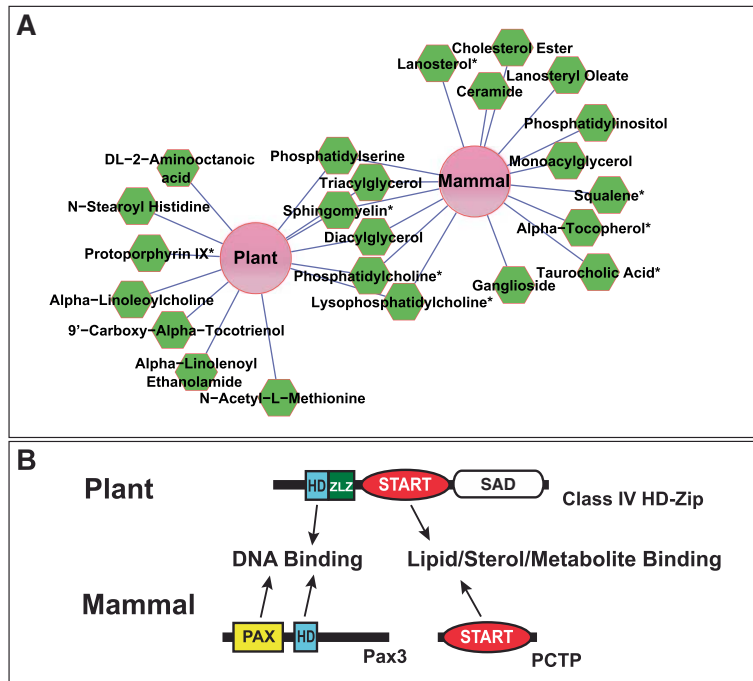 A
Cholesterol Ester
Lanosterol*
Lanosteryl Oleate
Ceramide
Phosphatidylinositol
DL−2−Aminooctanoic
acid
Phosphatidylserine
Monoacylglycerol
Triacylglycerol
Mammal
Squalene*
N−Stearoyl Histidine
Sphingomyelin*
Alpha−Tocopherol*
Diacylglycerol
Protoporphyrin IX*
Plant
Phosphatidylcholine*
Taurocholic Acid*
Ganglioside
Alpha−Linoleoylcholine
Lysophosphatidylcholine*
9'−Carboxy−Alpha−Tocotrienol
Alpha−Linolenoyl
Ethanolamide
N−Acetyl−L−Methionine
B
Plant
HD
ZLZ
START
SAD
Class IV HD-Zip
DNA Binding
Lipid/Sterol/Metabolite Binding
Mammal
PAX
HD
Pax3
START
PCTP